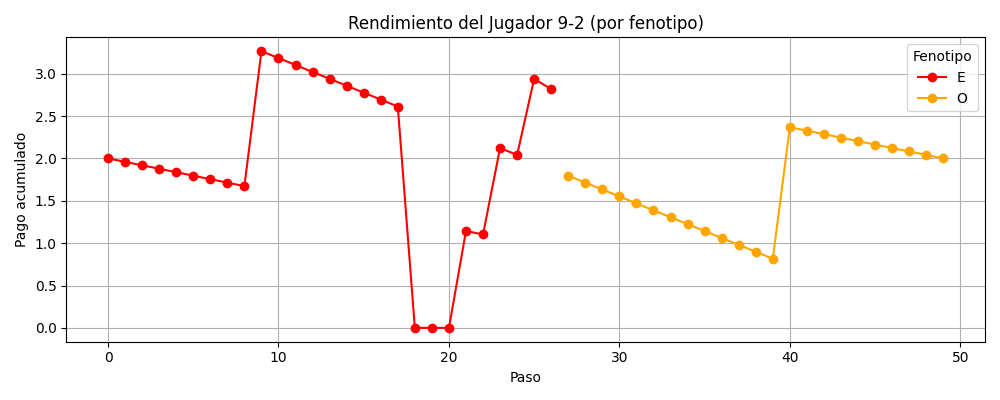 Rendimiento del Jugador 9-2 (por fenotipo)
Pago acumulado
3.0
2.5
2.0
1.5
1.0
0.5
0.0
Fenotipo
E
O
0 10 20 30 40 50
Paso